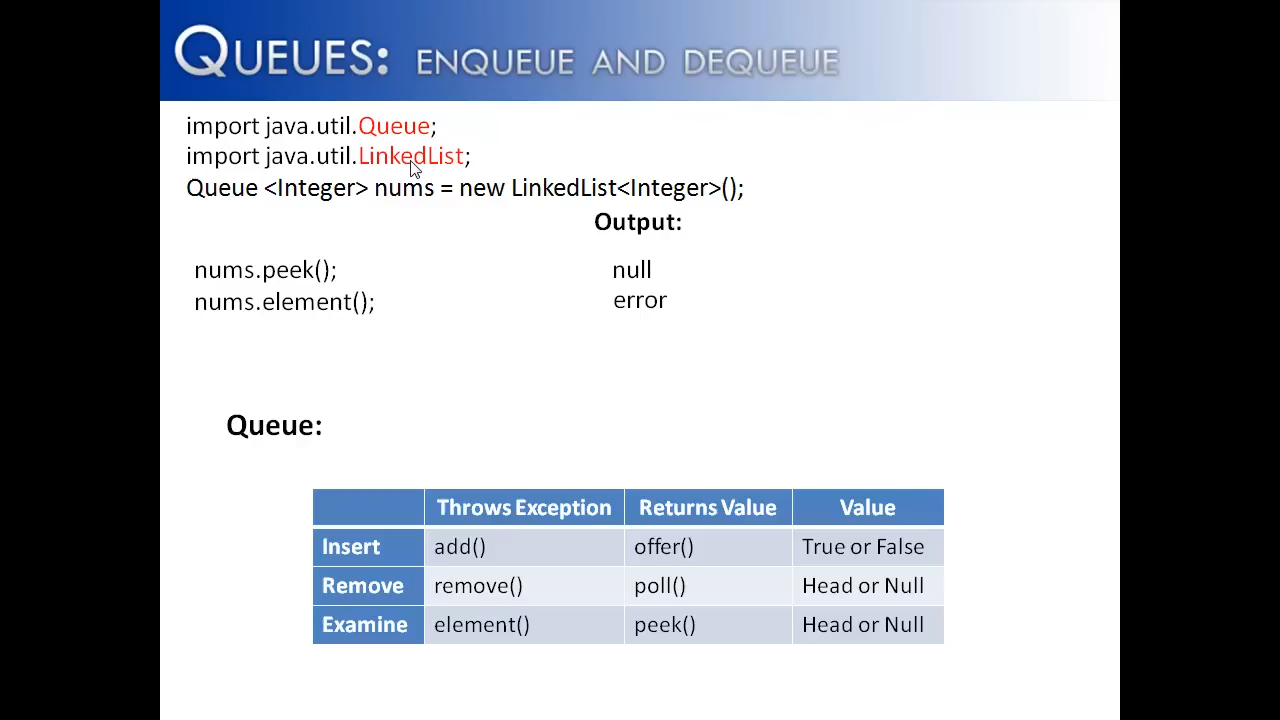 QUEUES: ENQUEUE AND DEQUEUE
import java.util.Queue;
import java.util.LinkedList;
Queue <Integer> nums = new LinkedList<Integer>();
Output:
nums.peek(); null
nums.element(); error
Queue:
Throws Exception Returns Value Value
Insert add() offer() True or False
Remove remove() poll() Head or Null
Examine element() peek() Head or Null